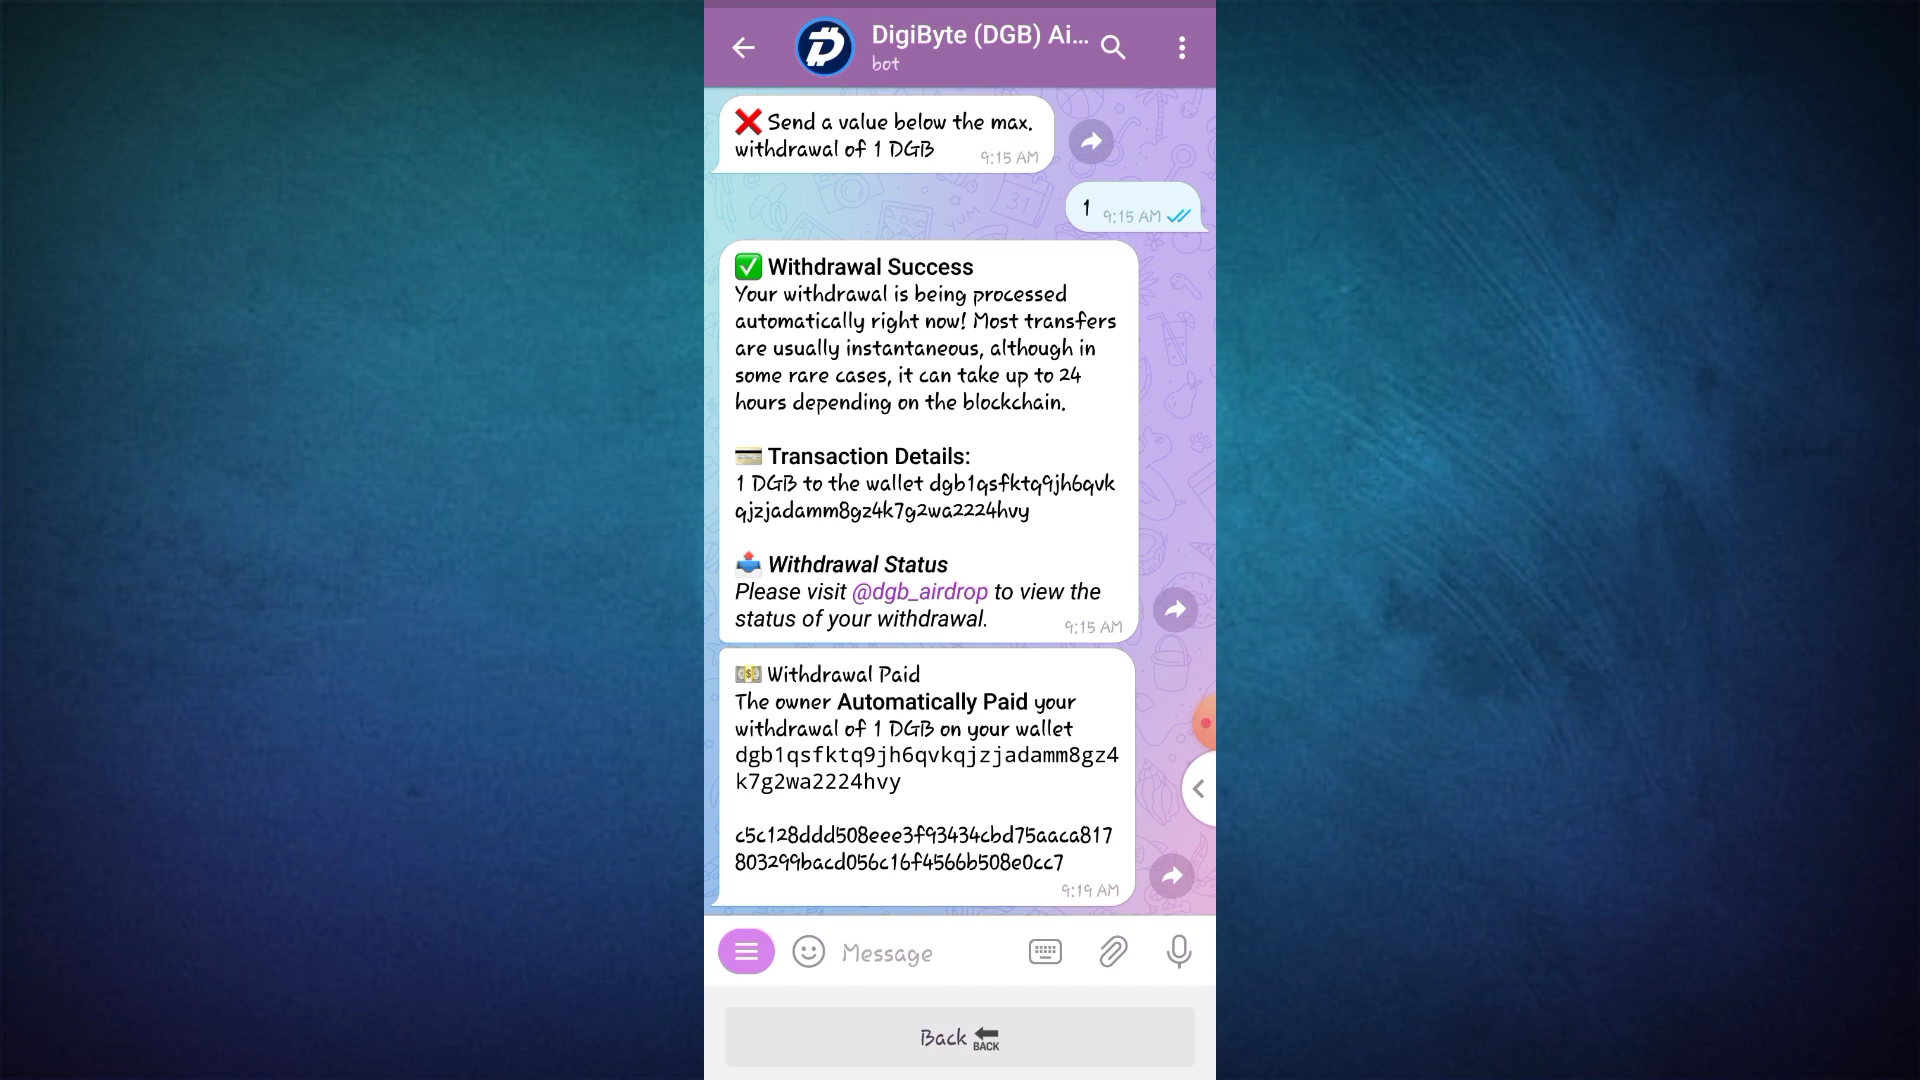 DigiByte (DGB) Ai...
bot
❌ Send a value below the max.
withdrawal of 1 DGB
9:15 AM
1
9:15 AM
✅ Withdrawal Success
Your withdrawal is being processed
automatically right now! Most transfers
are usually instantaneous, although in
some rare cases, it can take up to 24
hours depending on the blockchain.
💳 Transaction Details:
1 DGB to the wallet dgb1qsfktq9jh6qvk
qjzjadamm8gz4k7g2wa2224hvy
📤 Withdrawal Status
Please visit @dgb_airdrop to view the
status of your withdrawal.
9:15 AM
💵 Withdrawal Paid
The owner Automatically Paid your
withdrawal of 1 DGB on your wallet
dgb1qsfktq9jh6qvkqjzjadamm8gz4
k7g2wa2224hvy
c5c128ddd508eee3f93434cbd75aaca817
803299bacd056c16f4566b508e0cc7
9:19 AM
Message
Back 🔙